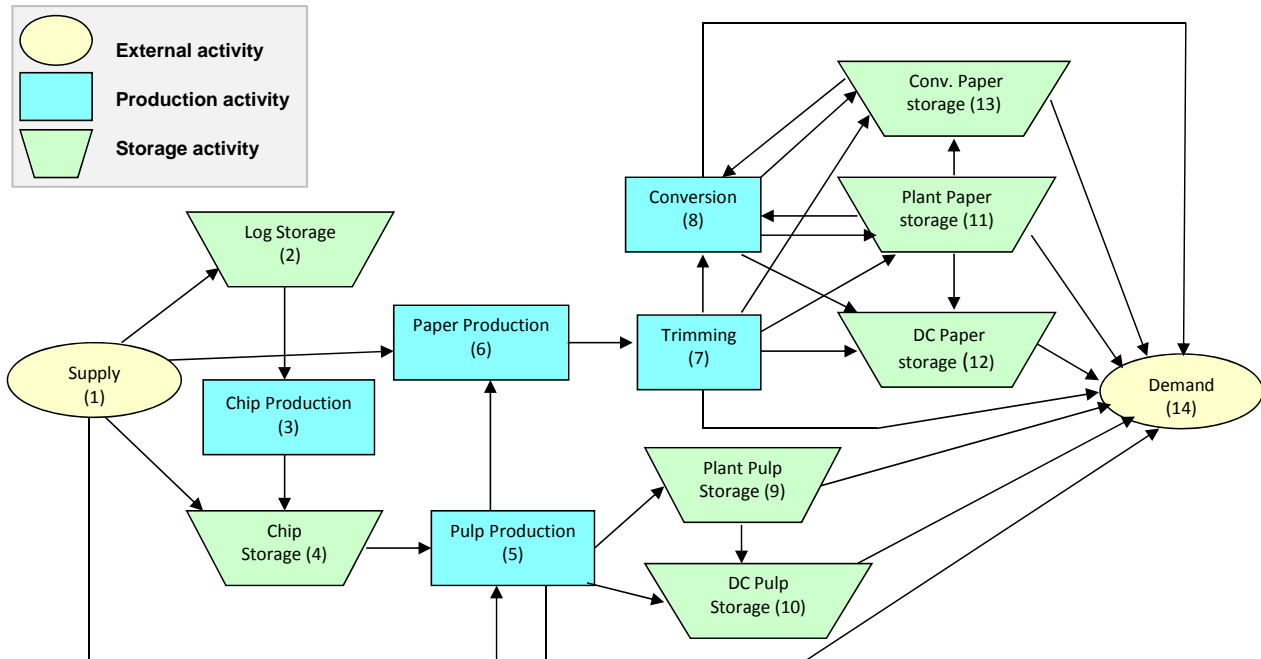 External activity
Production activity
Storage activity
Conv. Paper
storage (13)
Conversion
(8)
Plant Paper
storage (11)
Log Storage
(2)
Paper Production
(6)
Trimming
(7)
DC Paper
storage (12)
Supply
(1)
Chip Production
(3)
Demand
(14)
Plant Pulp
Storage (9)
Chip
Storage (4)
Pulp Production
(5)
DC Pulp
Storage (10)